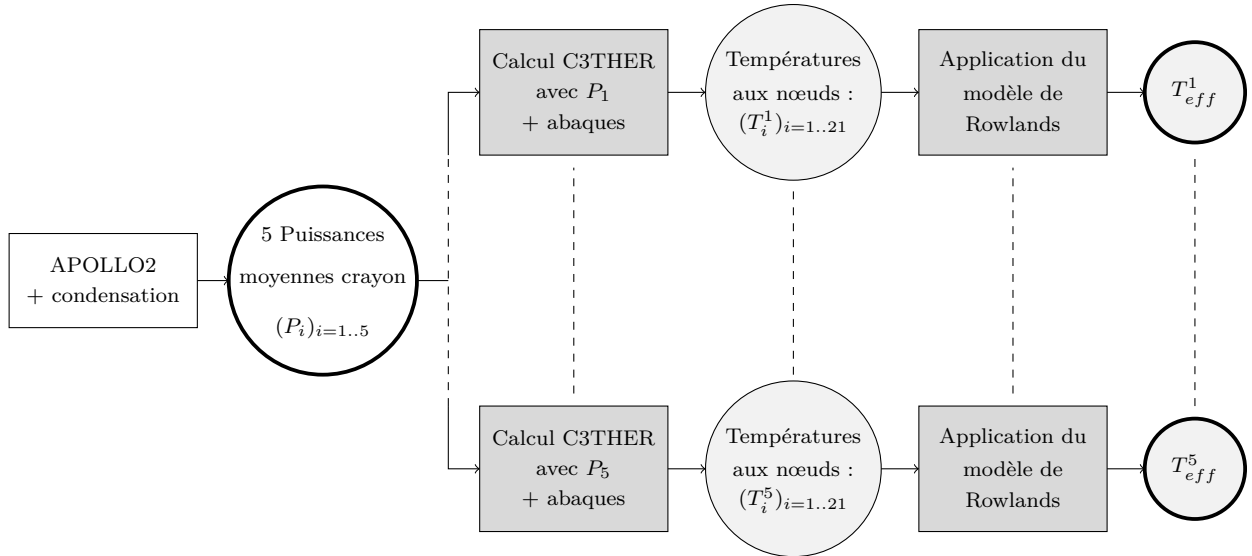 APOLLO2
+ condensation
5 Puissances
moyennes crayon
(P_i)_{i=1..5}
Calcul C3THER
avec P_1
+ abaques
Températures
aux nœuds :
(T_i^1)_{i=1..21}
Application du
modèle de
Rowlands
T_{eff}^1
Calcul C3THER
avec P_5
+ abaques
Températures
aux nœuds :
(T_i^5)_{i=1..21}
Application du
modèle de
Rowlands
T_{eff}^5